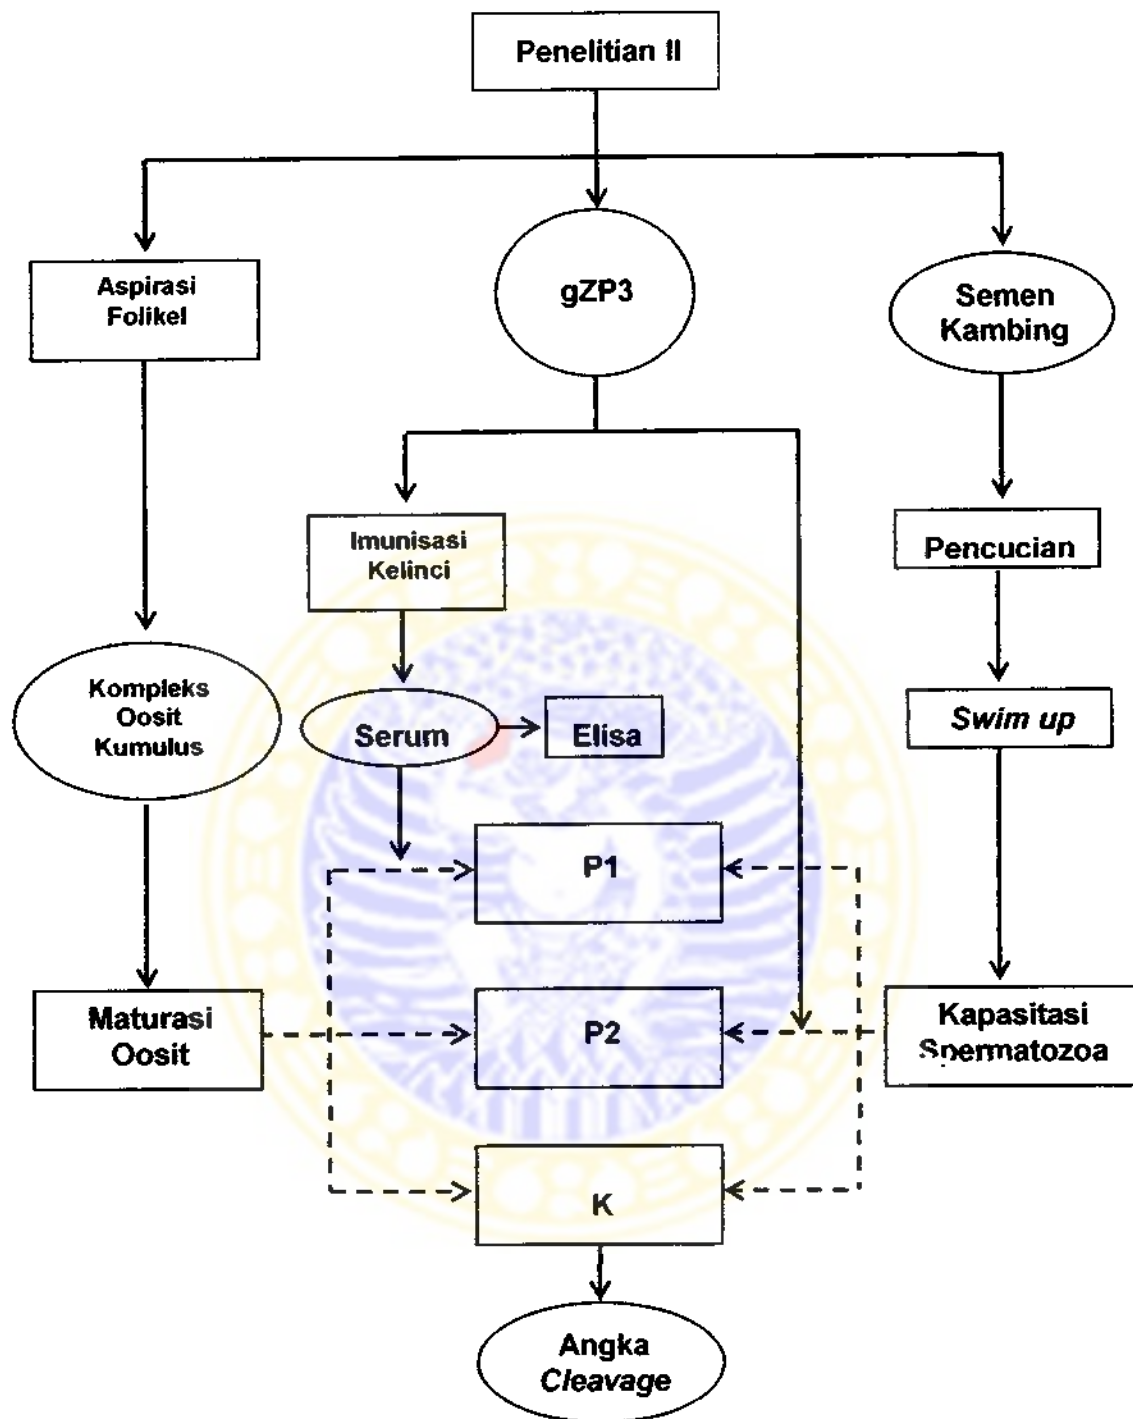 Penelitian II
Aspirasi
Folikel
gZP3
Semen
Kambing
Imunisasi
Kelinci
Pencucian
Kompleks
Oosit
Kumulus
Serum
Elisa
Swim up
P1
Maturasi
Oosit
P2
Kapasitasi
Spermatozoa
K
Angka
Cleavage